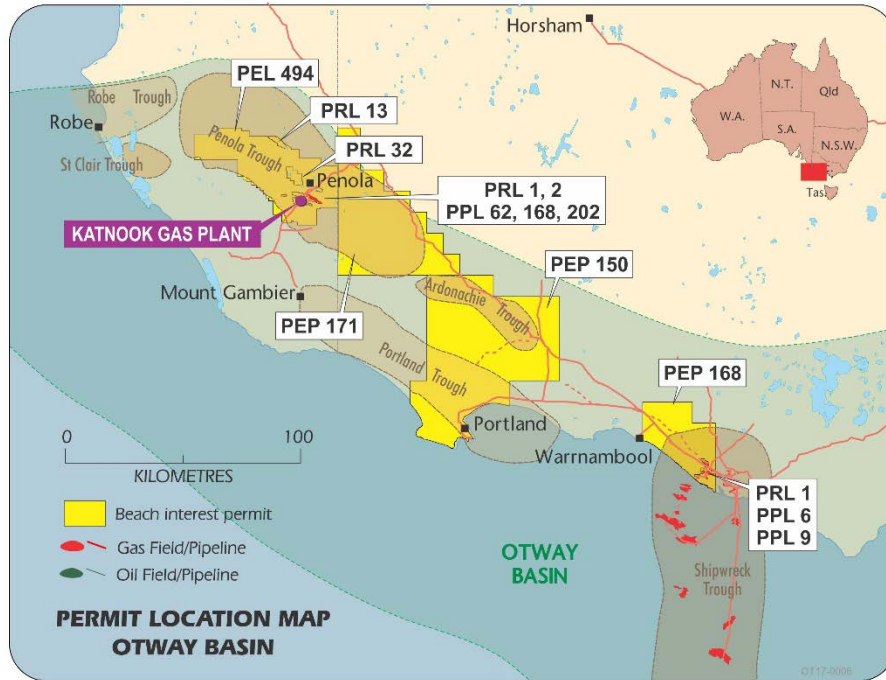 Horsham
PEL 494
PRL 13
PRL 32
Robe
Trough
Robe
St Clair Trough
Penola Trough
Penola
PRL 1, 2
PPL 62, 168, 202
KATNOOK GAS PLANT
W.A.
N.T.
Qld
S.A.
N.S.W.
Tas.
Mount Gambier
PEP 171
PEP 150
Ardonachie
Trough
Portland
Trough
PEP 168
Portland
Warrnambool
PRL 1
PPL 6
PPL 9
Shipwreck
Trough
OTWAY
BASIN
0
100
KILOMETRES
Beach interest permit
Gas Field/Pipeline
Oil Field/Pipeline
PERMIT LOCATION MAP
OTWAY BASIN
OT17-0006